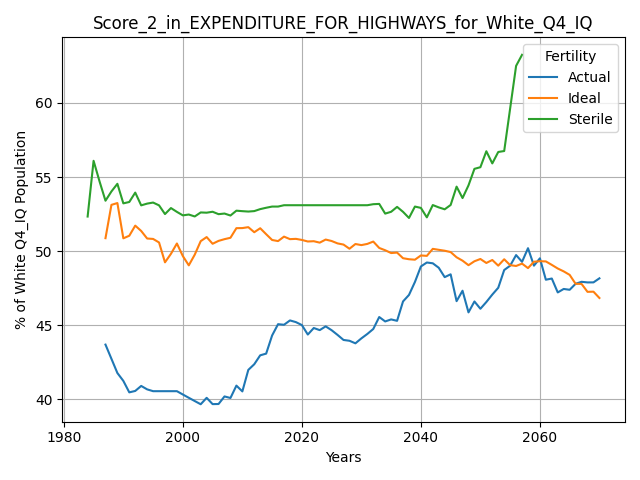 Score_2_in_EXPENDITURE_FOR_HIGHWAYS_for_White_Q4_IQ
% of White Q4_IQ Population
60
55
50
45
40
Fertility
Actual
Ideal
Sterile
1980
2000
2020
2040
2060
Years